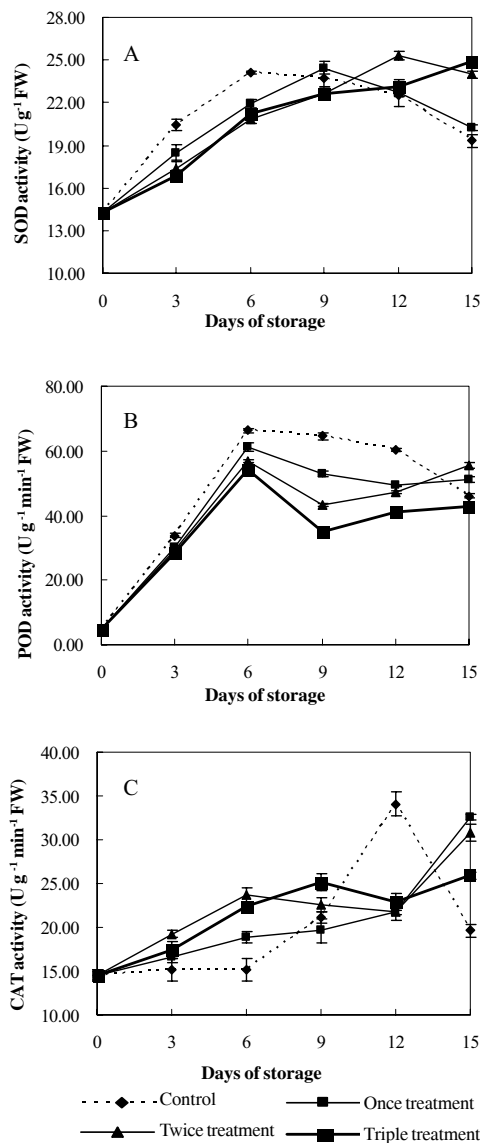 28.00
A
25.00
22.00
19.00
16.00
13.00
10.00
SOD activity (U g⁻¹ FW)
0 3 6 9 12 15
Days of storage
80.00
B
60.00
40.00
20.00
0.00
POD activity (U g⁻¹ min⁻¹ FW)
0 3 6 9 12 15
Days of storage
40.00
C
35.00
30.00
25.00
20.00
15.00
10.00
CAT activity (U g⁻¹ min⁻¹ FW)
0 3 6 9 12 15
Days of storage
Control Once treatment
Twice treatment Triple treatment